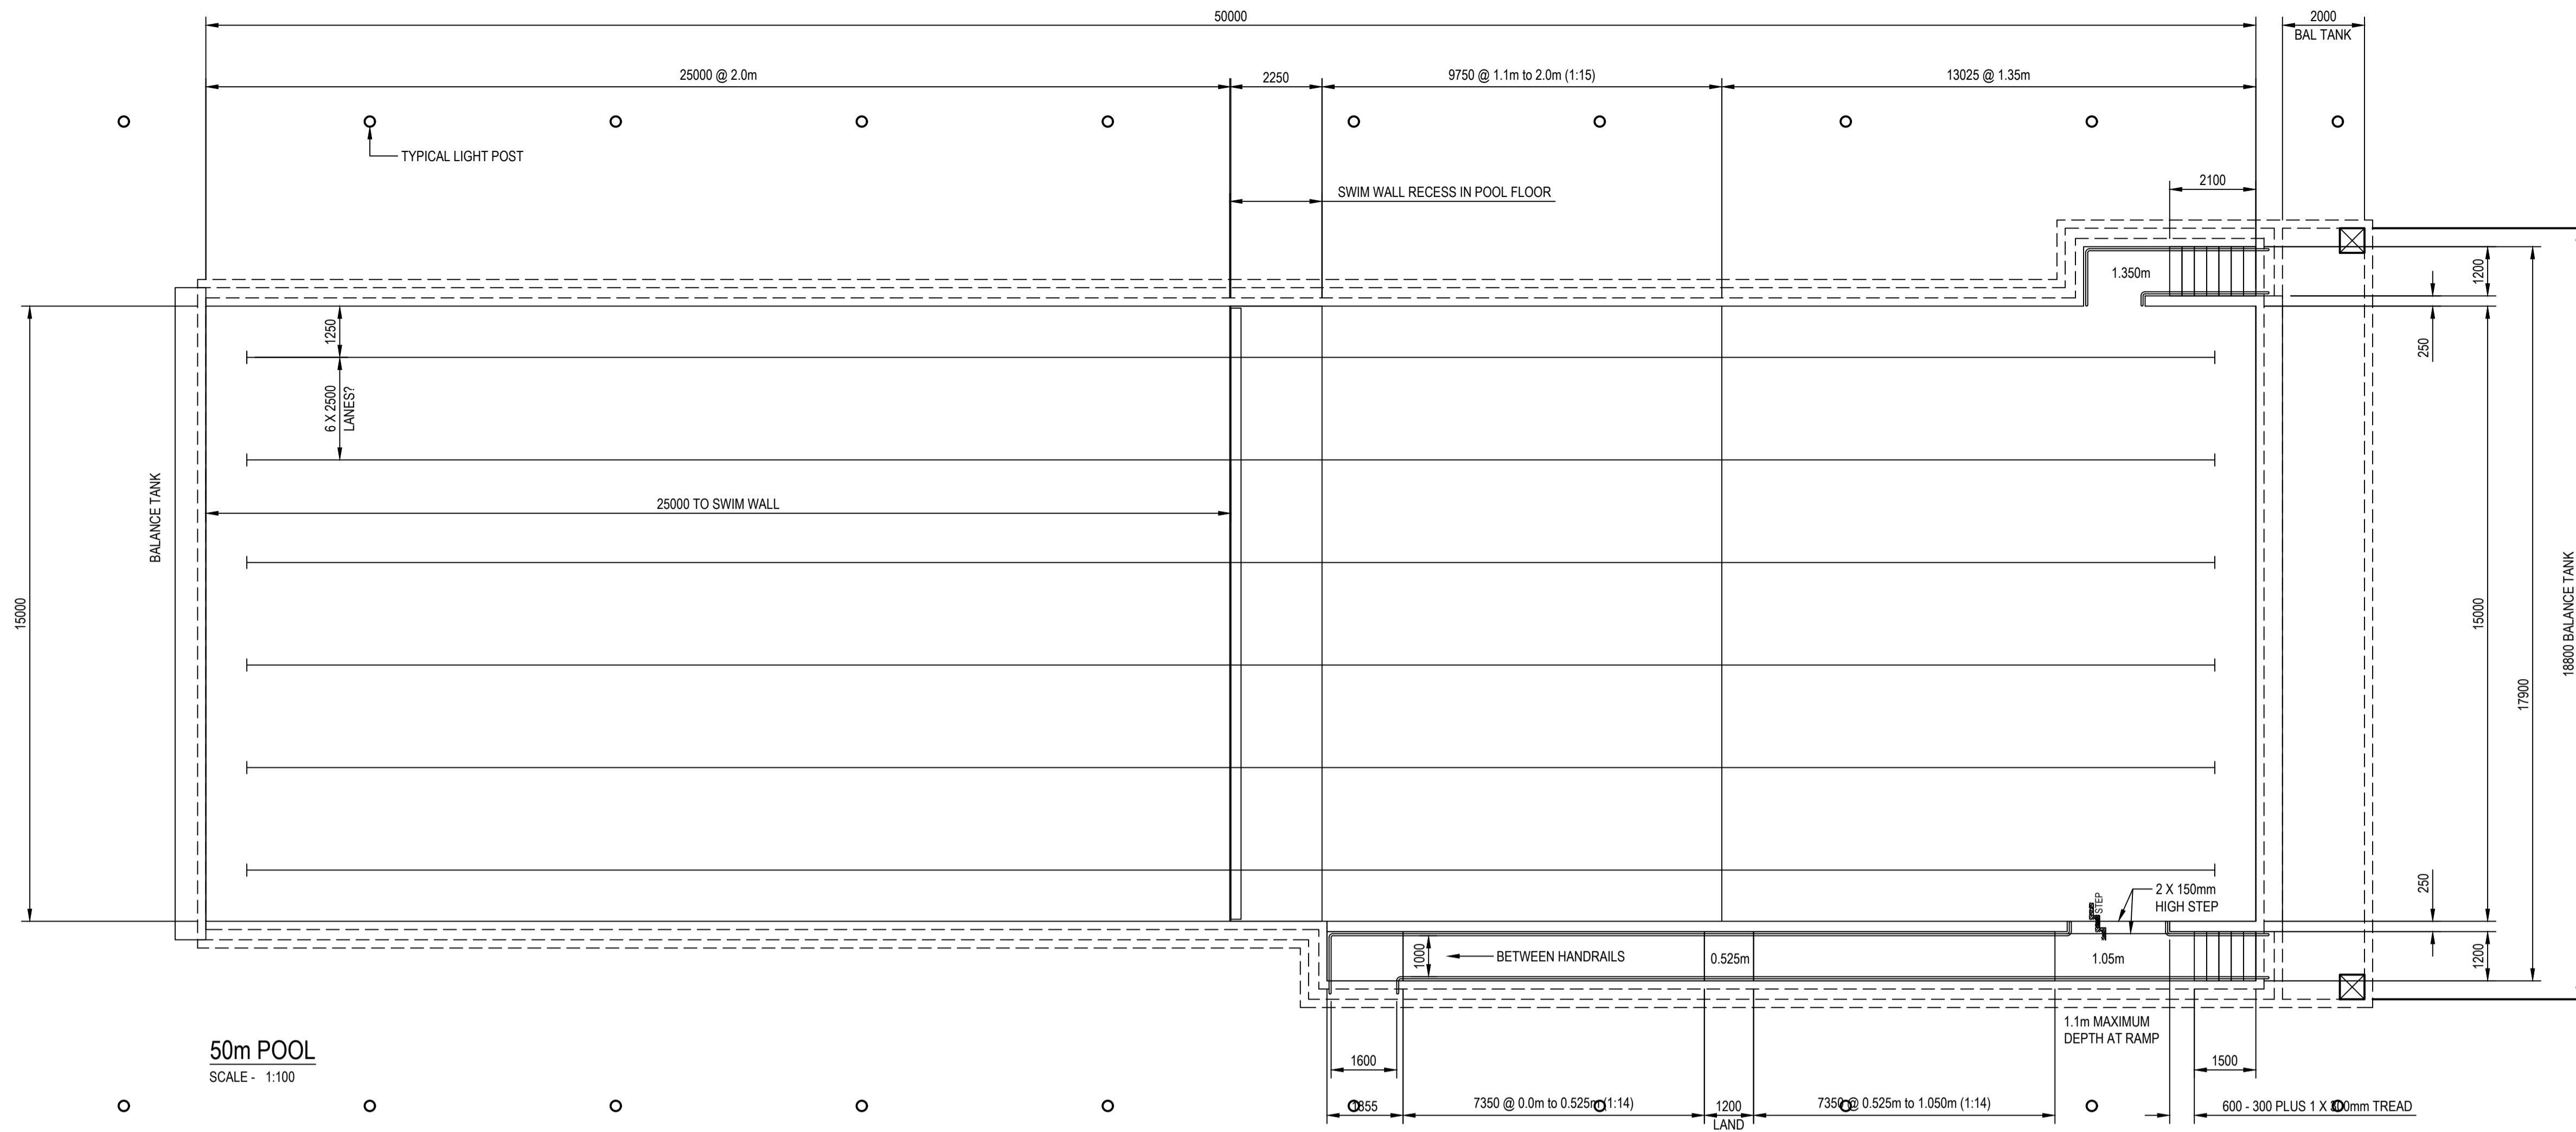 50000
2000
BAL TANK
25000 @ 2.0m
2250
9750 @ 1.1m to 2.0m (1:15)
13025 @ 1.35m
TYPICAL LIGHT POST
SWIM WALL RECESS IN POOL FLOOR
2100
1.350m
1200
250
1250
6 X 2500
LANES?
BALANCE TANK
25000 TO SWIM WALL
15000
15000
17900
18800 BALANCE TANK
STEP
2 X 150mm
HIGH STEP
250
1200
1000
BETWEEN HANDRAILS
0.525m
1.05m
1.1m MAXIMUM
DEPTH AT RAMP
50m POOL
SCALE - 1:100
1600
1500
1855
7350 @ 0.0m to 0.525m (1:14)
1200
LAND
7350 @ 0.525m to 1.050m (1:14)
600 - 300 PLUS 1 X 300mm TREAD